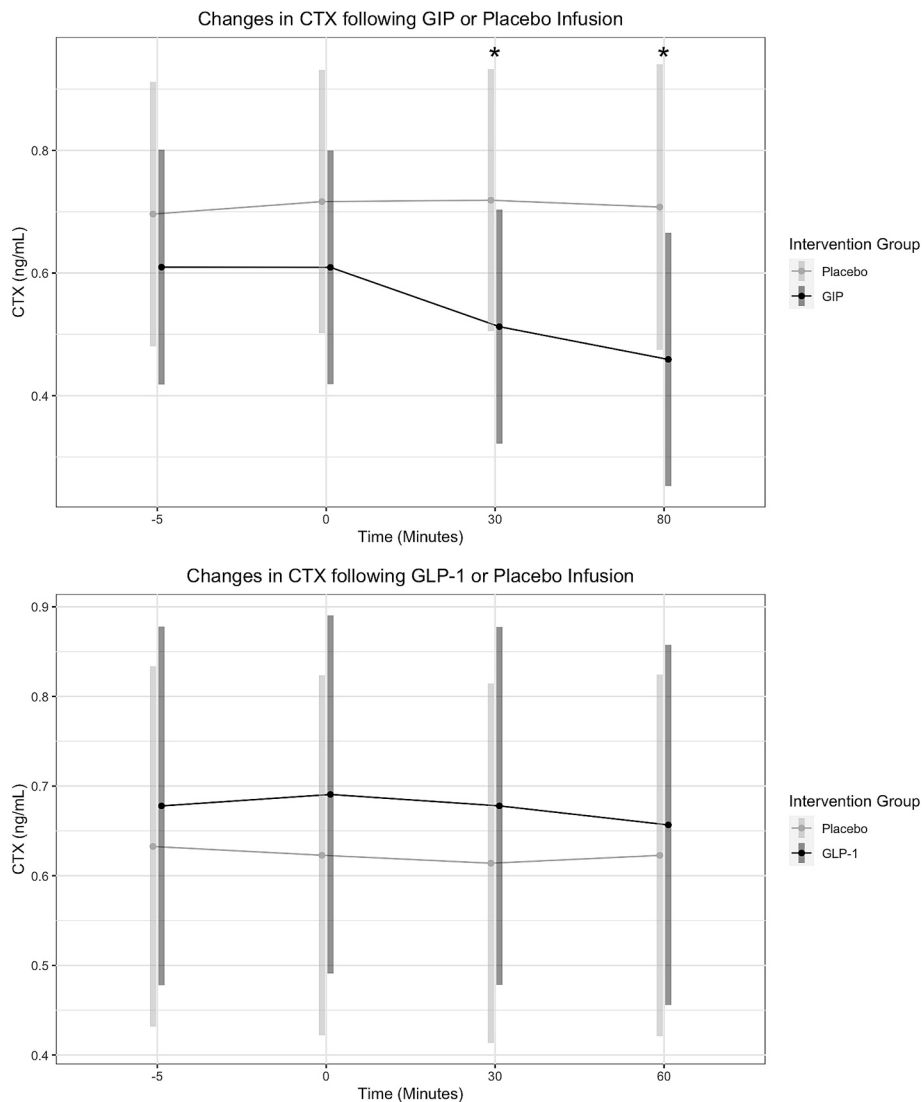 Changes in CTX following GIP or Placebo Infusion
* *
0.8
0.6
0.4
CTX (ng/mL)
-5 0 30 80
Time (Minutes)
Intervention Group
Placebo
GIP
Changes in CTX following GLP-1 or Placebo Infusion
0.9
0.8
0.7
0.6
0.5
0.4
CTX (ng/mL)
-5 0 30 60
Time (Minutes)
Intervention Group
Placebo
GLP-1